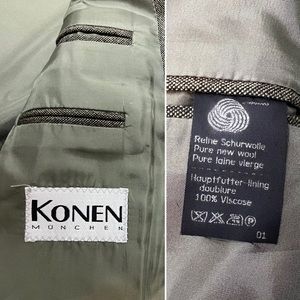 KONEN
MÜNCHEN
Reine Schurwolle
Pure new wool
Pure laine vierge
Hauptfutter-lining
doublure
100% Viscose
01